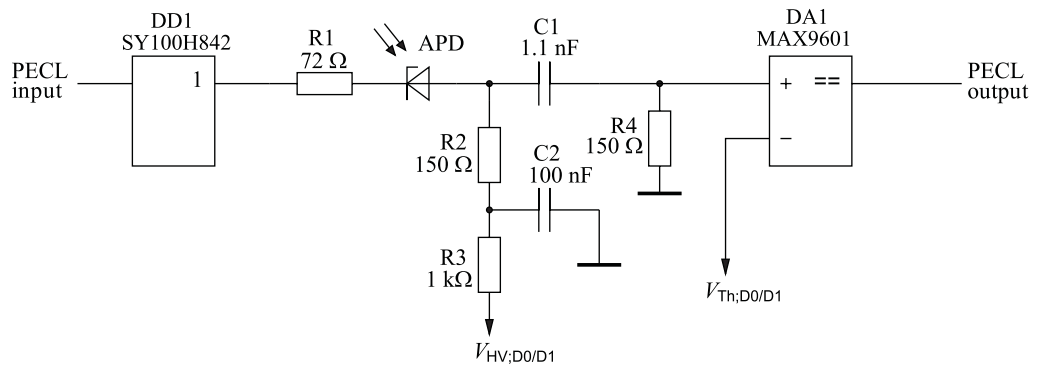 DD1
SY100H842
PECL
input
1
R1
72 Ω
APD
C1
1.1 nF
DA1
MAX9601
+
==
−
PECL
output
R2
150 Ω
C2
100 nF
R4
150 Ω
R3
1 kΩ
VTh;D0/D1
VHV;D0/D1